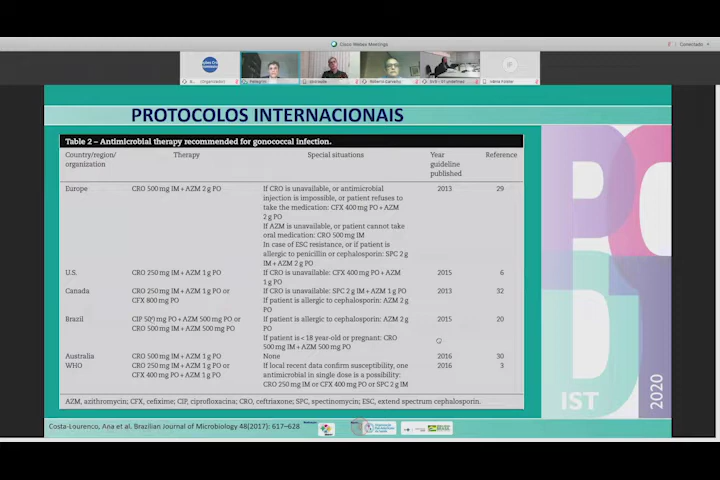 Cisco Webex Meetings
Conectado
PROTOCOLOS INTERNACIONAIS
Table 2 – Antimicrobial therapy recommended for gonococcal infection.
Country/region/ organization Therapy Special situations Year guideline published Reference
Europe CRO 500 mg IM + AZM 2 g PO If CRO is unavailable, or antimicrobial 2013 29
injection is impossible, or patient refuses to
take the medication: CFX 400 mg PO + AZM
2 g PO
If AZM is unavailable, or patient cannot take
oral medication: CRO 500 mg IM
In case of ESC resistance, or if patient is
allergic to penicillin or cephalosporin: SPC 2 g
IM + AZM 2 g PO
U.S. CRO 250 mg IM + AZM 1 g PO If CRO is unavailable: CFX 400 mg PO + AZM 2015 6
1 g PO
Canada CRO 250 mg IM + AZM 1 g PO or If CRO is unavailable: SPC 2 g IM + AZM 1 g PO 2013 32
CFX 800 mg PO If patient is allergic to cephalosporin: AZM 2 g
PO
Brazil CIP mg PO + AZM 500 mg PO or If patient is allergic to cephalosporin: AZM 2 g 2015 20
CRO 500 mg IM + AZM 500 mg PO PO
If patient is < 18 year-old or pregnant: CRO
500 mg IM + AZM 500 mg PO
Australia CRO 500 mg IM + AZM 1 g PO None 2016 30
WHO CRO 250 mg IM + AZM 1 g PO or If local recent data confirm susceptibility, one 2016 3
CFX 400 mg PO + AZM 1 g PO antimicrobial in single dose is a possibility:
CRO 250 mg IM or CFX 400 mg PO or SPC 2 g IM
AZM, azithromycin; CFX, cefixime; CIP, ciprofloxacina; CRO, ceftriaxone; SPC, spectinomycin; ESC, extend spectrum cephalosporin.
IST
2020
Costa-Lourenco, Ana et al. Brazilian Journal of Microbiology 48(2017): 617–628